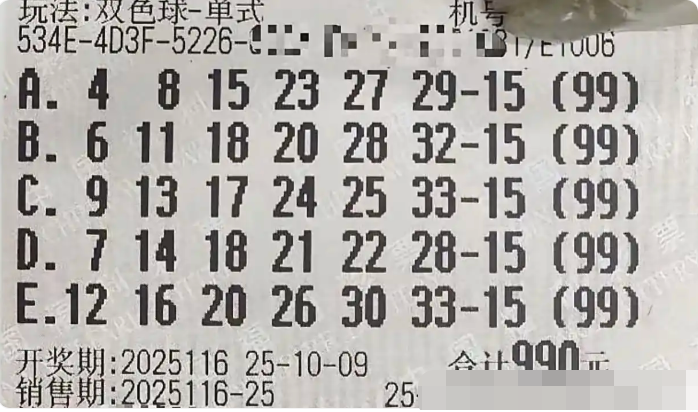 玩法:双色球-单式 机号
534E-4D3F-5226- /E1006
A. 4 8 15 23 27 29-15 (99)
B. 6 11 18 20 28 32-15 (99)
C. 9 13 17 24 25 33-15 (99)
D. 7 14 18 21 22 28-15 (99)
E.12 16 20 26 30 33-15 (99)
开奖期:2025116 25-10-09 合计990元
销售期:2025116-25 25-